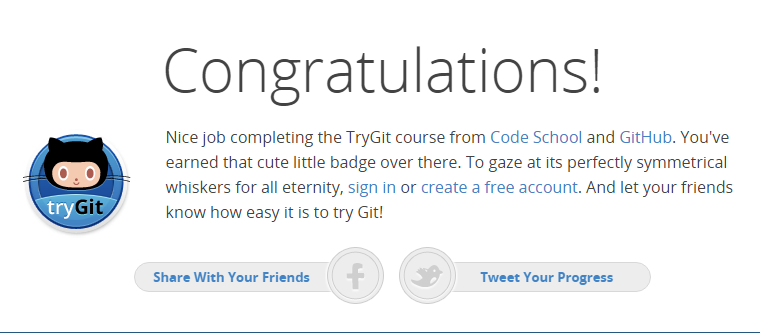 Congratulations!
Nice job completing the TryGit course from Code School and GitHub. You've
earned that cute little badge over there. To gaze at its perfectly symmetrical
whiskers for all eternity, sign in or create a free account. And let your friends
know how easy it is to try Git!
tryGit
Share With Your Friends
Tweet Your Progress